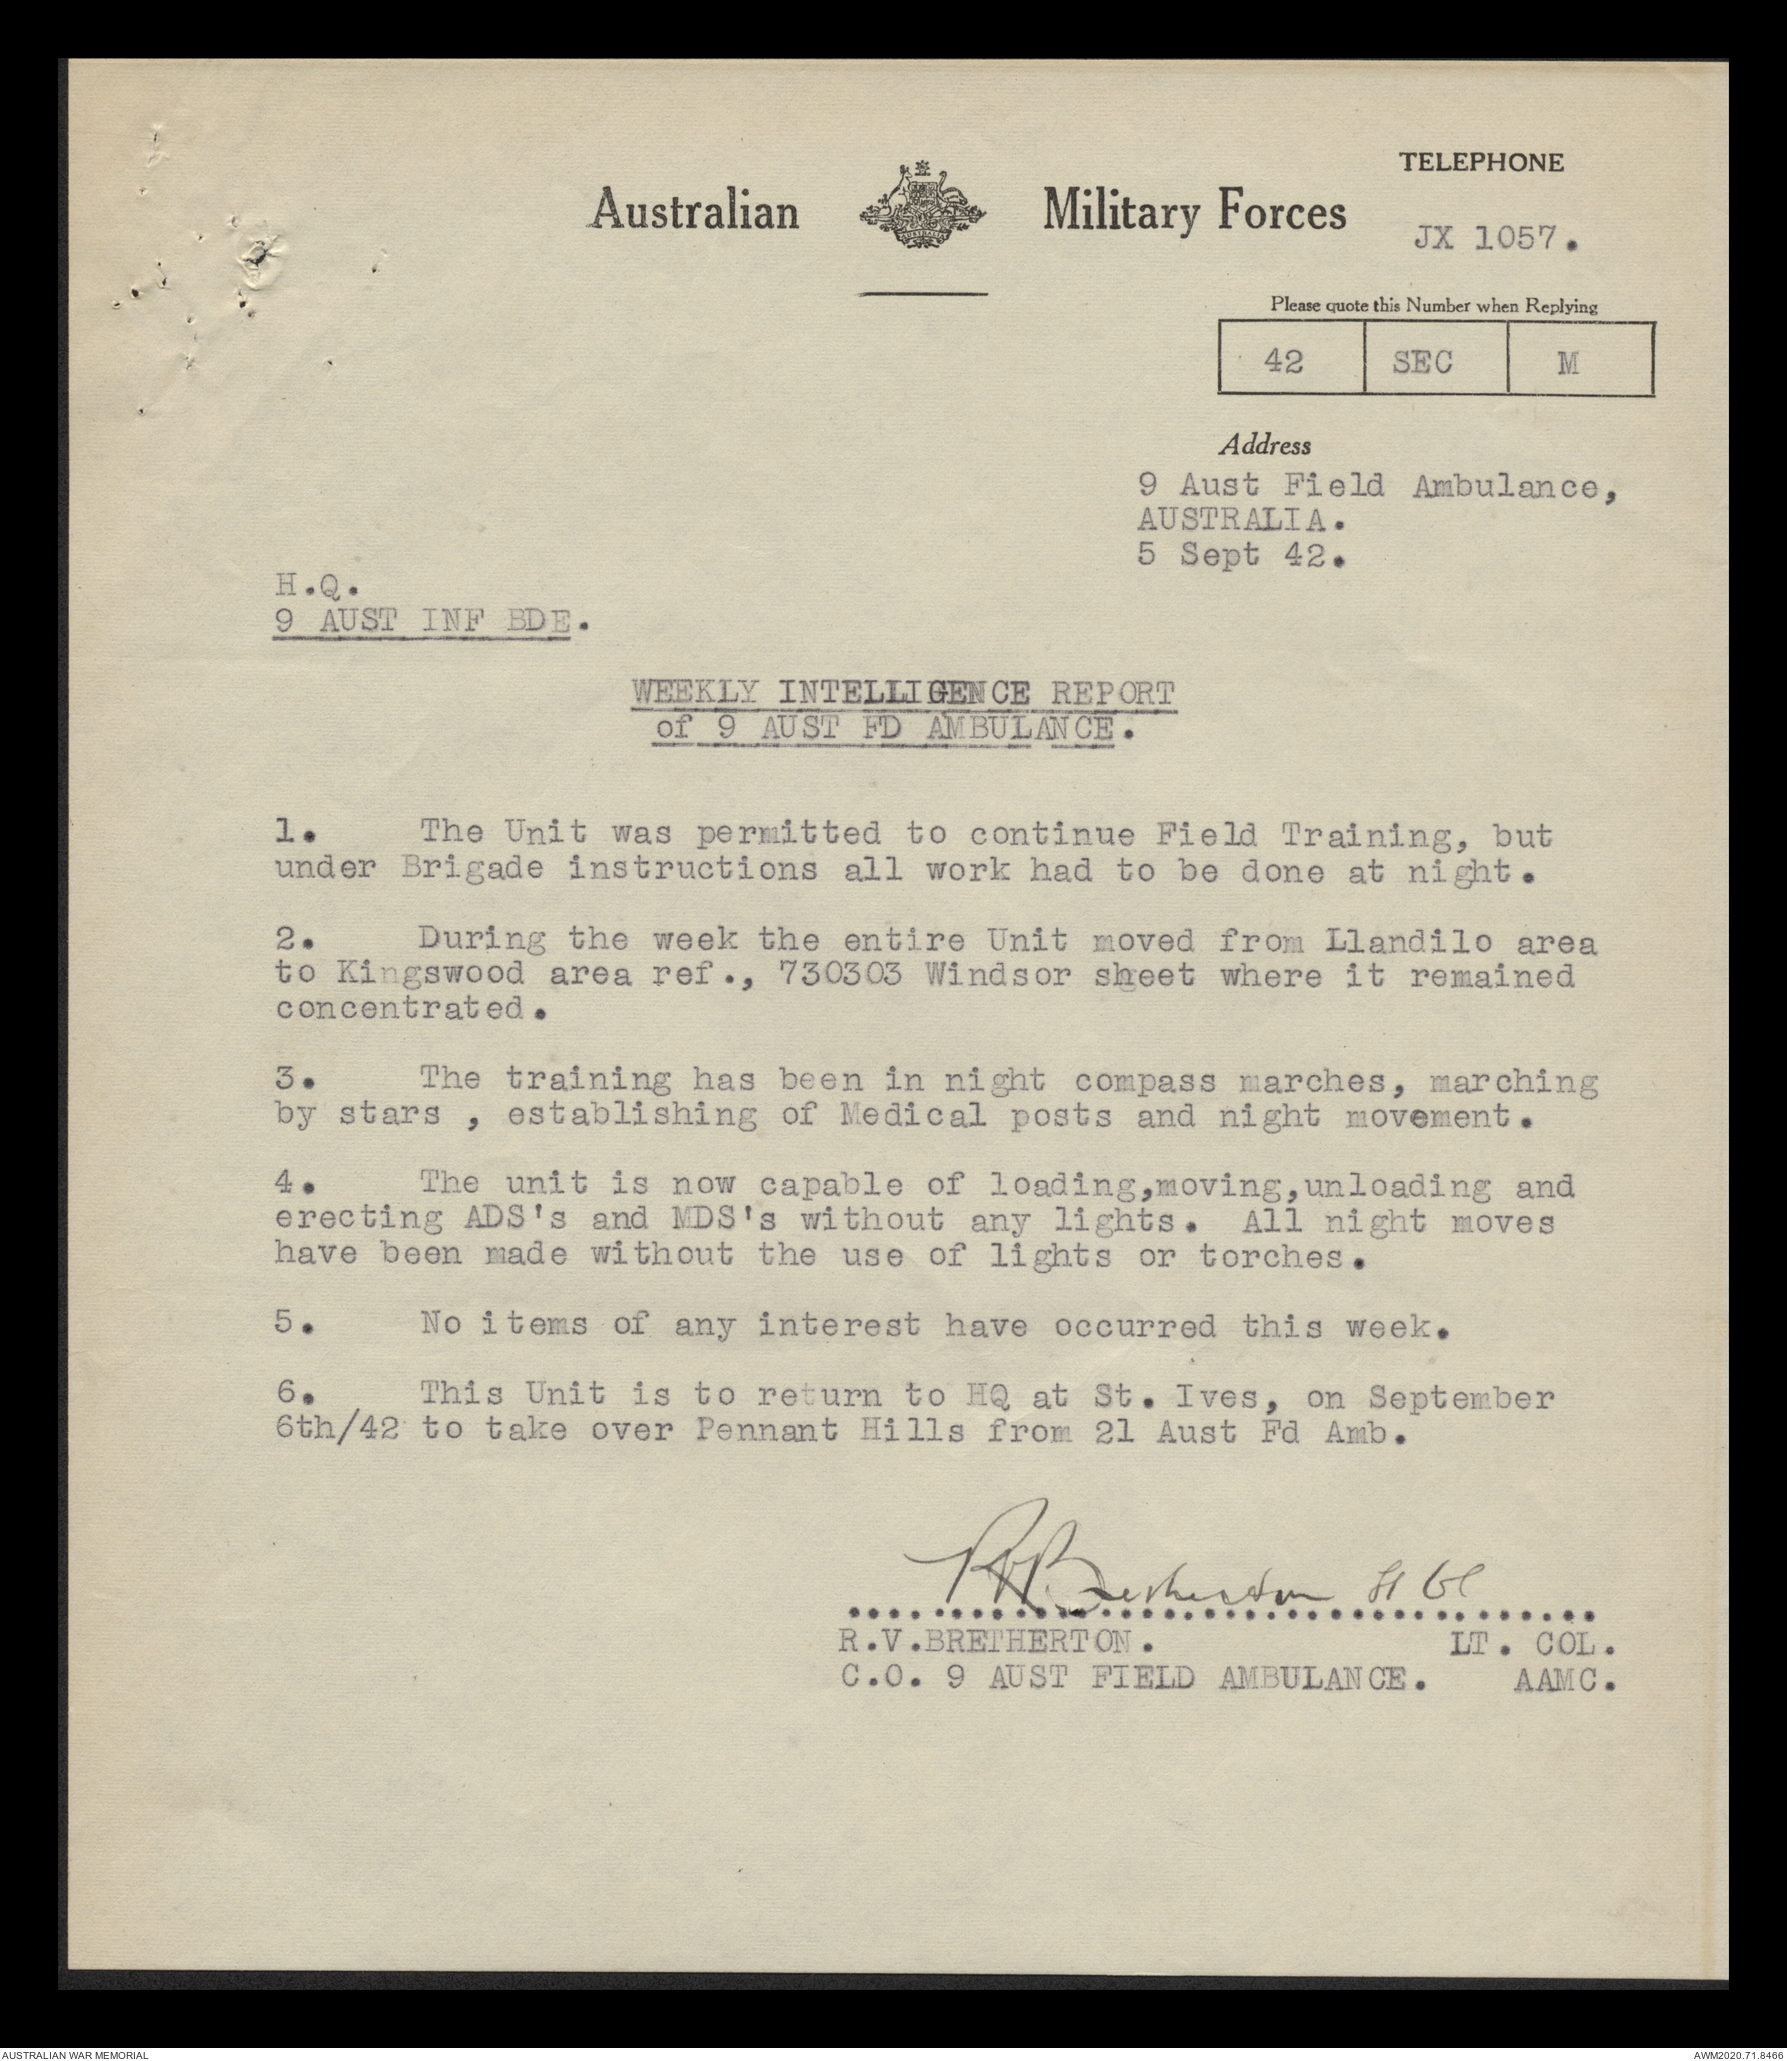 TELEPHONE
Australian Military Forces
AUSTRALIA
JX 1057.
Please quote this Number when Replying
42 SEC M
Address
9 Aust Field Ambulance,
AUSTRALIA.
5 Sept 42.
H.Q.
9 AUST INF BDE.
WEEKLY INTELLIGENCE REPORT
of 9 AUST FD AMBULANCE.
1. The Unit was permitted to continue Field Training, but
under Brigade instructions all work had to be done at night.
2. During the week the entire Unit moved from Llandilo area
to Kingswood area ref., 730303 Windsor sheet where it remained
concentrated.
3. The training has been in night compass marches, marching
by stars , establishing of Medical posts and night movement.
4. The unit is now capable of loading,moving,unloading and
erecting ADS's and MDS's without any lights. All night moves
have been made without the use of lights or torches.
5. No items of any interest have occurred this week.
6. This Unit is to return to HQ at St. Ives, on September
6th/42 to take over Pennant Hills from 21 Aust Fd Amb.
RVBretherton Lt Col
R.V.BRETHERTON. LT. COL.
C.O. 9 AUST FIELD AMBULANCE. AAMC.
AUSTRALIAN WAR MEMORIAL
AWM2020.71.8466